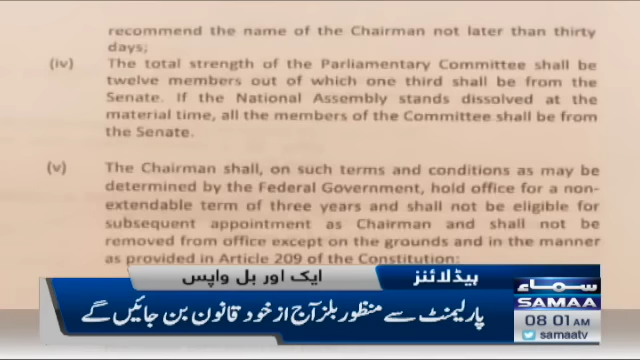 recommend the name of the Chairman not later than thirty
days;
(iv) The total strength of the Parliamentary Committee shall be
twelve members out of which one third shall be from the
Senate. If the National Assembly stands dissolved at the
material time, all the members of the Committee shall be from
the Senate.
(v) The Chairman shall, on such terms and conditions as may be
determined by the Federal Government, hold office for a non-
extendable term of three years and shall not be eligible for
subsequent appointment as Chairman and shall not be
removed from office except on the grounds and in the manner
as provided in Article 209 of the Constitution:
ہیڈلائنز
ایک اور بل واپس
پارلیمنٹ سے منظور بلز آج از خود قانون بن جائیں گے
سماء
SAMAA
08 01 AM
samaatv